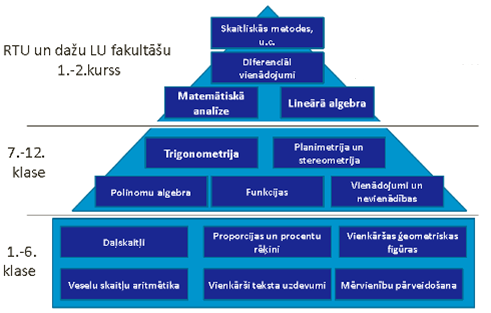 Skaitliskās metodes,
u.c.
RTU un dažu LU fakultāšu
1.-2.kurss
Diferenciāl
vienādojumi
Matemātiskā
analīze
Lineārā algebra
7.-12.
klase
Trigonometrija
Planimetrija un
stereometrija
Polinomu algebra
Funkcijas
Vienādojumi un
nevienādības
1.-6.
klase
Daļskaitļi
Proporcijas un procentu
rēķini
Vienkāršas ģeometriskas
figūras
Veselu skaitļu aritmētika
Vienkārši teksta uzdevumi
Mērvienību pārveidošana